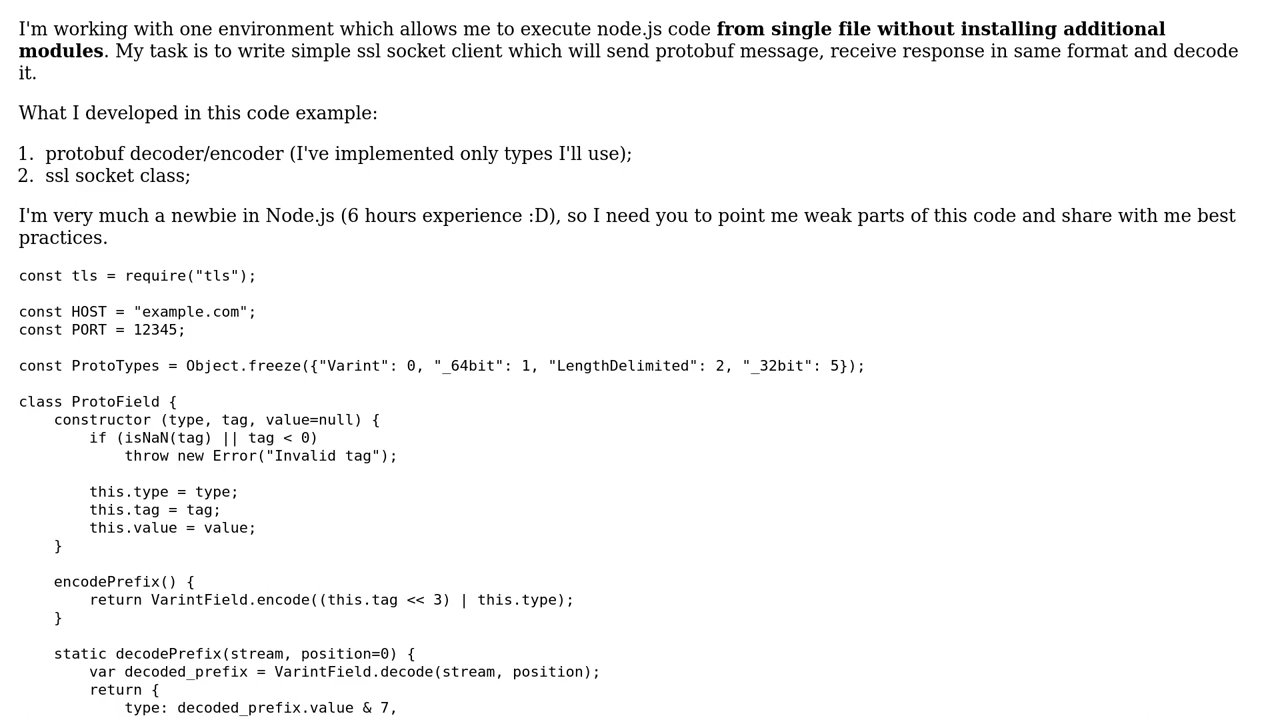 I'm working with one environment which allows me to execute node.js code from single file without installing additional
modules. My task is to write simple ssl socket client which will send protobuf message, receive response in same format and decode
it.
What I developed in this code example:
1. protobuf decoder/encoder (I've implemented only types I'll use);
2. ssl socket class;
I'm very much a newbie in Node.js (6 hours experience :D), so I need you to point me weak parts of this code and share with me best
practices.
const tls = require("tls");
const HOST = "example.com";
const PORT = 12345;
const ProtoTypes = Object.freeze({"Varint": 0, "_64bit": 1, "LengthDelimited": 2, "_32bit": 5});
class ProtoField {
    constructor (type, tag, value=null) {
        if (isNaN(tag) || tag < 0)
            throw new Error("Invalid tag");
        this.type = type;
        this.tag = tag;
        this.value = value;
    }
    encodePrefix() {
        return VarintField.encode((this.tag << 3) | this.type);
    }
    static decodePrefix(stream, position=0) {
        var decoded_prefix = VarintField.decode(stream, position);
        return {
            type: decoded_prefix.value & 7,